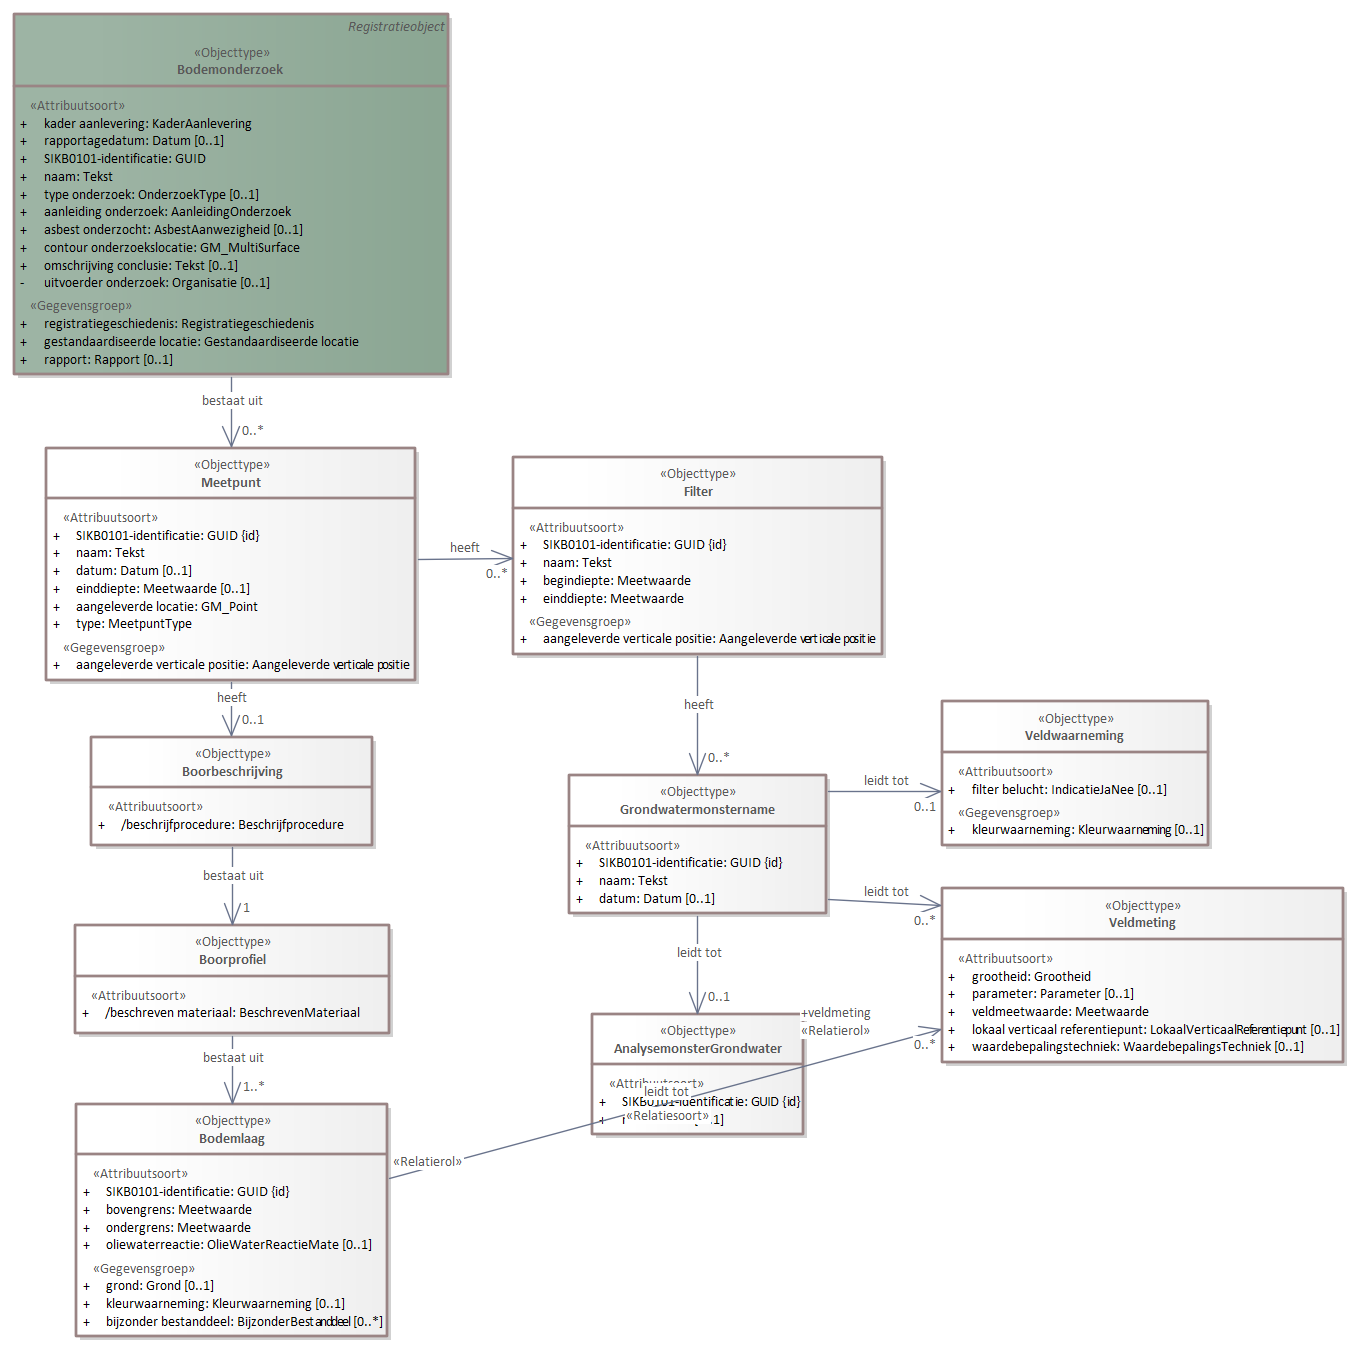 Registratieobject
«Objecttype»
Bodemonderzoek
«Attribuutsoort»
+ kader aanlevering: KaderAanlevering
+ rapportagedatum: Datum [0..1]
+ SIKB0101-identificatie: GUID
+ naam: Tekst
+ type onderzoek: OnderzoekType [0..1]
+ aanleiding onderzoek: AanleidingOnderzoek
+ asbest onderzocht: AsbestAanwezigheid [0..1]
+ contour onderzoekslocatie: GM_MultiSurface
+ omschrijving conclusie: Tekst [0..1]
- uitvoerder onderzoek: Organisatie [0..1]
«Gegevensgroep»
+ registratiegeschiedenis: Registratiegeschiedenis
+ gestandaardiseerde locatie: Gestandaardiseerde locatie
+ rapport: Rapport [0..1]
bestaat uit
0..*
«Objecttype»
Meetpunt
«Attribuutsoort»
+ SIKB0101-identificatie: GUID {id}
+ naam: Tekst
+ datum: Datum [0..1]
+ einddiepte: Meetwaarde [0..1]
+ aangeleverde locatie: GM_Point
+ type: MeetpuntType
«Gegevensgroep»
+ aangeleverde verticale positie: Aangeleverde verticale positie
heeft
0..*
«Objecttype»
Filter
«Attribuutsoort»
+ SIKB0101-identificatie: GUID {id}
+ naam: Tekst
+ begindiepte: Meetwaarde
+ einddiepte: Meetwaarde
«Gegevensgroep»
+ aangeleverde verticale positie: Aangeleverde verticale positie
heeft
0..1
heeft
0..*
«Objecttype»
Boorbeschrijving
«Attribuutsoort»
+ /beschrijfprocedure: Beschrijfprocedure
«Objecttype»
Grondwatermonstername
«Attribuutsoort»
+ SIKB0101-identificatie: GUID {id}
+ naam: Tekst
+ datum: Datum [0..1]
leidt tot
0..1
«Objecttype»
Veldwaarneming
«Attribuutsoort»
+ filter belucht: IndicatieJaNee [0..1]
«Gegevensgroep»
+ kleurwaarneming: Kleurwaarneming [0..1]
bestaat uit
1
leidt tot
0..*
«Objecttype»
Veldmeting
«Attribuutsoort»
+ grootheid: Grootheid
+ parameter: Parameter [0..1]
+ veldmeetwaarde: Meetwaarde
+ lokaal verticaal referentiepunt: LokaalVerticaalReferentiepunt [0..1]
+ waardebepalingstechniek: WaardebepalingsTechniek [0..1]
«Objecttype»
Boorprofiel
«Attribuutsoort»
+ /beschreven materiaal: BeschrevenMateriaal
leidt tot
0..1
«Objecttype»
AnalysemonsterGrondwater
«Attribuutsoort»
+ SIKB0101-identificatie: GUID {id}
+veldmeting
«Relatierol»
0..*
leidt tot
«Relatiesoort»
«Relatierol»
bestaat uit
1..*
«Objecttype»
Bodemlaag
«Attribuutsoort»
+ SIKB0101-identificatie: GUID {id}
+ bovengrens: Meetwaarde
+ ondergrens: Meetwaarde
+ oliewaterreactie: OlieWaterReactieMate [0..1]
«Gegevensgroep»
+ grond: Grond [0..1]
+ kleurwaarneming: Kleurwaarneming [0..1]
+ bijzonder bestanddeel: BijzonderBestanddeel [0..*]